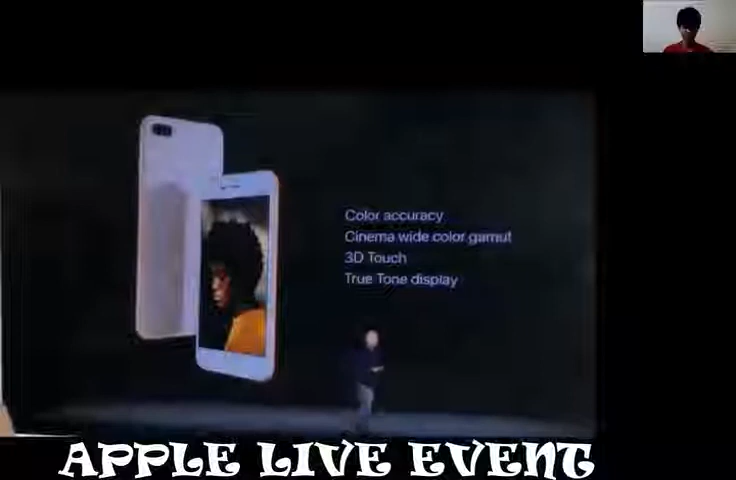 Color accuracy
Cinema wide color gamut
3D Touch
True Tone display
APPLE LIVE EVENT